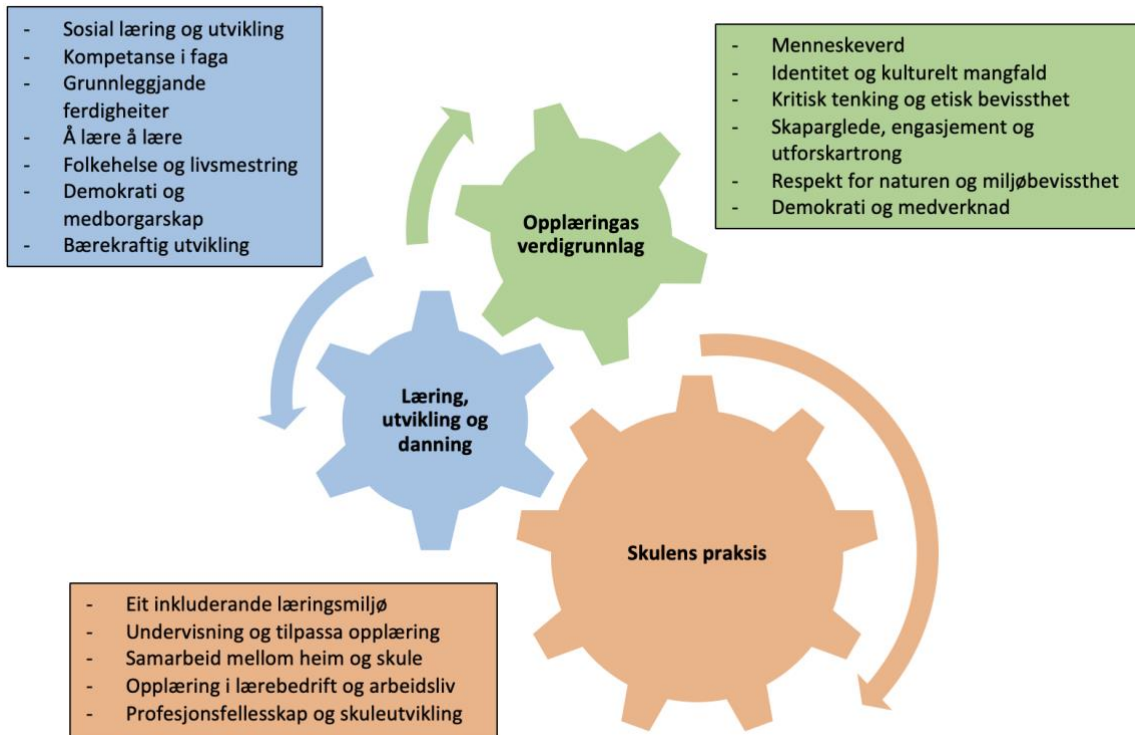 - Sosial læring og utvikling
- Kompetanse i faga
- Grunnleggjande
ferdigheiter
- Å lære å lære
- Folkehelse og livsmestring
- Demokrati og
medborgarskap
- Bærekraftig utvikling
- Menneskeverd
- Identitet og kulturelt mangfald
- Kritisk tenking og etisk bevissthet
- Skaparglede, engasjement og
utforskartrong
- Respekt for naturen og miljøbevissthet
- Demokrati og medverknad
Opplæringas
verdigrunnlag
Læring,
utvikling og
danning
Skulens praksis
- Eit inkluderande læringsmiljø
- Undervisning og tilpassa opplæring
- Samarbeid mellom heim og skule
- Opplæring i lærebedrift og arbeidsliv
- Profesjonsfellesskap og skuleutvikling